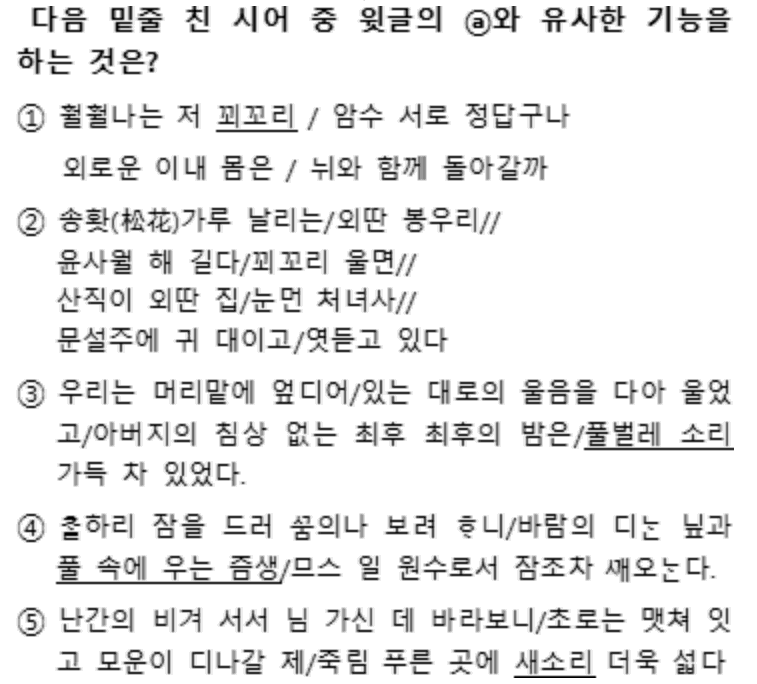 다음 밑줄 친 시어 중 윗글의 ⓐ와 유사한 기능을
하는 것은?
① 훨훨나는 저 꾀꼬리 / 암수 서로 정답구나
외로운 이내 몸은 / 뉘와 함께 돌아갈까
② 송홧(松花)가루 날리는/외딴 봉우리//
윤사월 해 길다/꾀꼬리 울면//
산직이 외딴 집/눈먼 처녀사//
문설주에 귀 대이고/엿듣고 있다
③ 우리는 머리맡에 엎디어/있는 대로의 울음을 다아 울었
고/아버지의 침상 없는 최후 최후의 밤은/풀벌레 소리
가득 차 있었다.
④ ᄎᆞᆯ하리 잠을 드러 ᄭᅮᆷ의나 보려 ᄒᆞ니/바람의 디ᄂᆞᆫ 닢과
풀 속에 우는 즘생/므스 일 원수로서 잠조차 ᄭᅢ오ᄂᆞᆫ다.
⑤ 난간의 비겨 서서 님 가신 데 바라보니/초로는 맷쳐 잇
고 모운이 디나갈 제/죽림 푸른 곳에 새소리 더욱 섧다